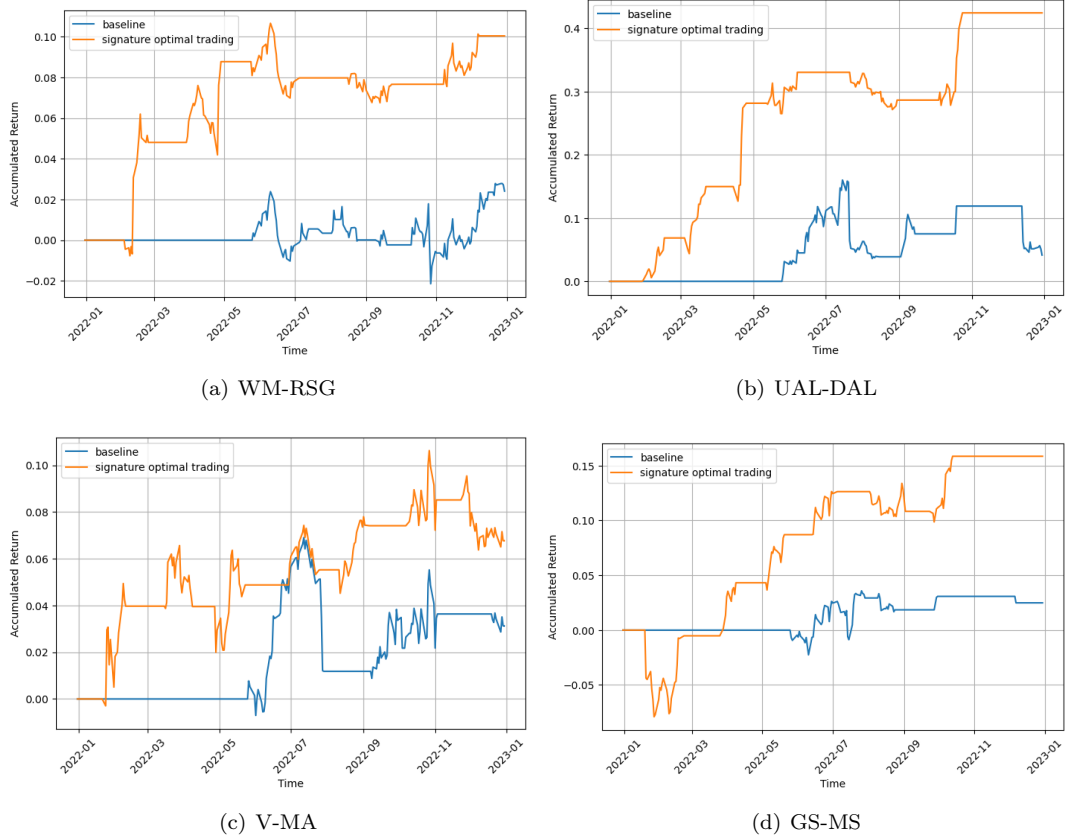 baseline
signature optimal trading
0.10
0.08
0.06
0.04
0.02
0.00
−0.02
Accumulated Return
2022-01
2022-03
2022-05
2022-07
2022-09
2022-11
2023-01
Time
(a) WM-RSG
baseline
signature optimal trading
0.4
0.3
0.2
0.1
0.0
Accumulated Return
2022-01
2022-03
2022-05
2022-07
2022-09
2022-11
2023-01
Time
(b) UAL-DAL
baseline
signature optimal trading
0.10
0.08
0.06
0.04
0.02
0.00
Accumulated Return
2022-01
2022-03
2022-05
2022-07
2022-09
2022-11
2023-01
Time
(c) V-MA
baseline
signature optimal trading
0.15
0.10
0.05
0.00
−0.05
Accumulated Return
2022-01
2022-03
2022-05
2022-07
2022-09
2022-11
2023-01
Time
(d) GS-MS